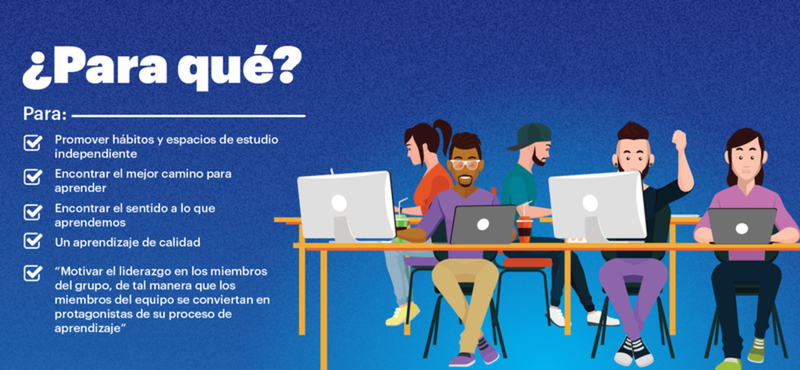 ¿Para qué?
Para:
Promover hábitos y espacios de estudio
independiente
Encontrar el mejor camino para
aprender
Encontrar el sentido a lo que
aprendemos
Un aprendizaje de calidad
“Motivar el liderazgo en los miembros
del grupo, de tal manera que los
miembros del equipo se conviertan en
protagonistas de su proceso de
aprendizaje”